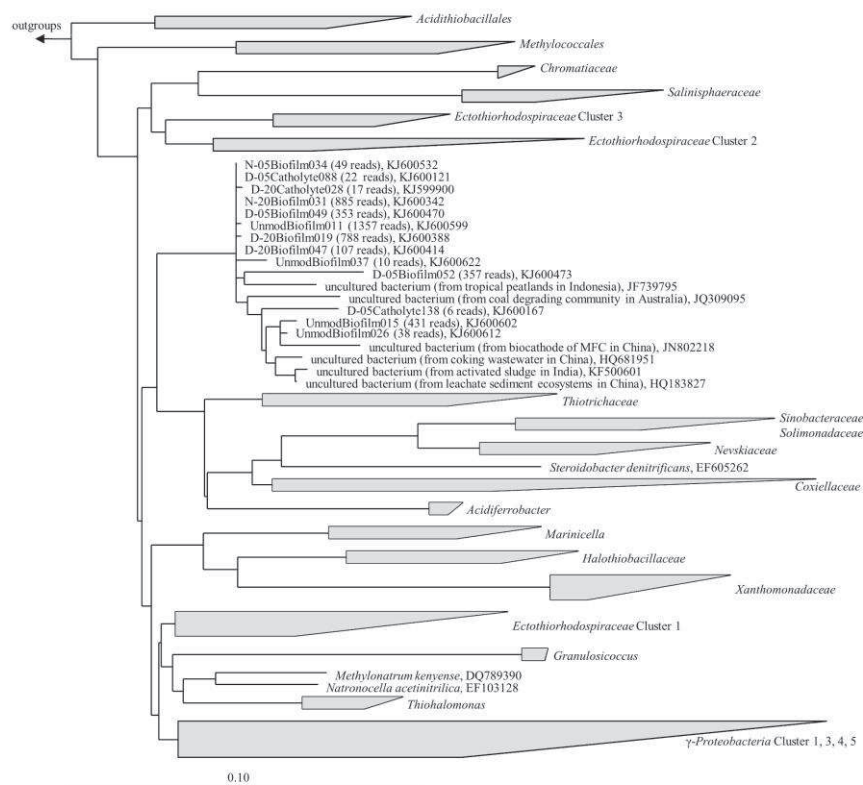 Acidithiobacillales
outgroups
Methylococcales
Chromatiaceae
Salinisphaeraceae
Ectothiorhodospiraceae Cluster 3
Ectothiorhodospiraceae Cluster 2
N-05Biofilm034 (49 reads), KJ600532
D-05Catholyte088 (22 reads), KJ600121
D-20Catholyte028 (17 reads), KJ599900
N-20Biofilm031 (885 reads), KJ600342
D-05Biofilm049 (353 reads), KJ600470
UnmodBiofilm011 (1357 reads), KJ600599
D-20Biofilm019 (788 reads), KJ600388
D-20Biofilm047 (107 reads), KJ600414
UnmodBiofilm037 (10 reads), KJ600622
D-05Biofilm052 (357 reads), KJ600473
uncultured bacterium (from tropical peatlands in Indonesia), JF739795
uncultured bacterium (from coal degrading community in Australia), JQ309095
D-05Catholyte138 (6 reads), KJ600167
UnmodBiofilm015 (431 reads), KJ600602
UnmodBiofilm026 (38 reads), KJ600612
uncultured bacterium (from biocathode of MFC in China), JN802218
uncultured bacterium (from coking wastewater in China), HQ681951
uncultured bacterium (from activated sludge in India), KF500601
uncultured bacterium (from leachate sediment ecosystems in China), HQ183827
Thiotrichaceae
Sinobacteraceae
Solimonadaceae
Nevskiaceae
Steroidobacter denitrificans, EF605262
Coxiellaceae
Acidiferrobacter
Marinicella
Halothiobacillaceae
Xanthomonadaceae
Ectothiorhodospiraceae Cluster 1
Granulosicoccus
Methylonatrum kenyense, DQ789390
Natronocella acetinitrilica, EF103128
Thiohalomonas
γ-Proteobacteria Cluster 1, 3, 4, 5
0.10